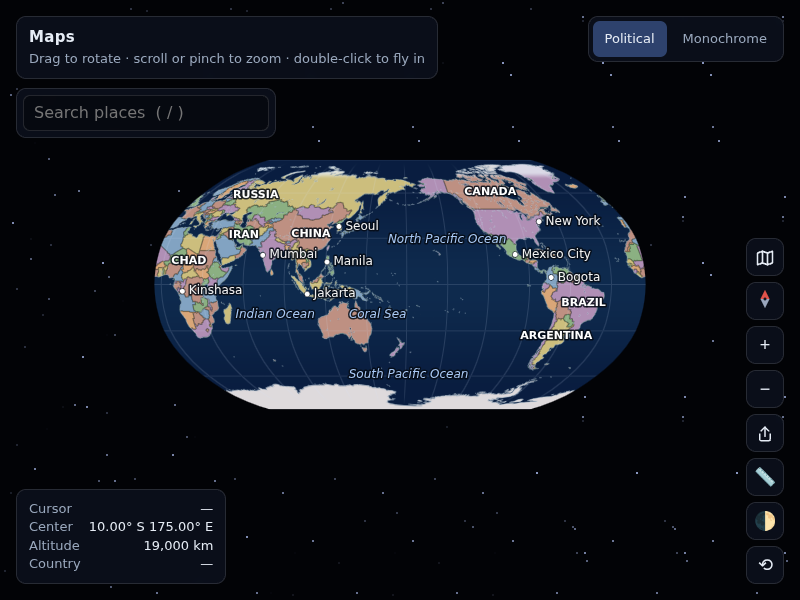 Maps
Drag to rotate · scroll or pinch to zoom · double-click to fly in
Political
Monochrome
Search places ( / )
RUSSIA
CANADA
New York
Seoul
IRAN
CHINA
North Pacific Ocean
Mumbai
Mexico City
CHAD
Manila
Bogota
Kinshasa
Jakarta
BRAZIL
Indian Ocean
Coral Sea
ARGENTINA
South Pacific Ocean
+
−
Cursor —
Center 10.00° S 175.00° E
Altitude 19,000 km
Country —